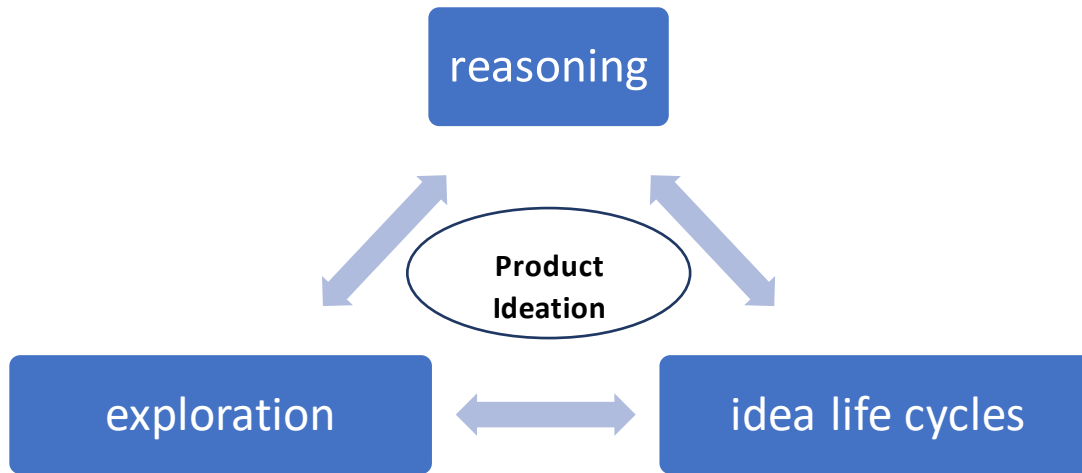 reasoning
Product
Ideation
exploration
idea life cycles